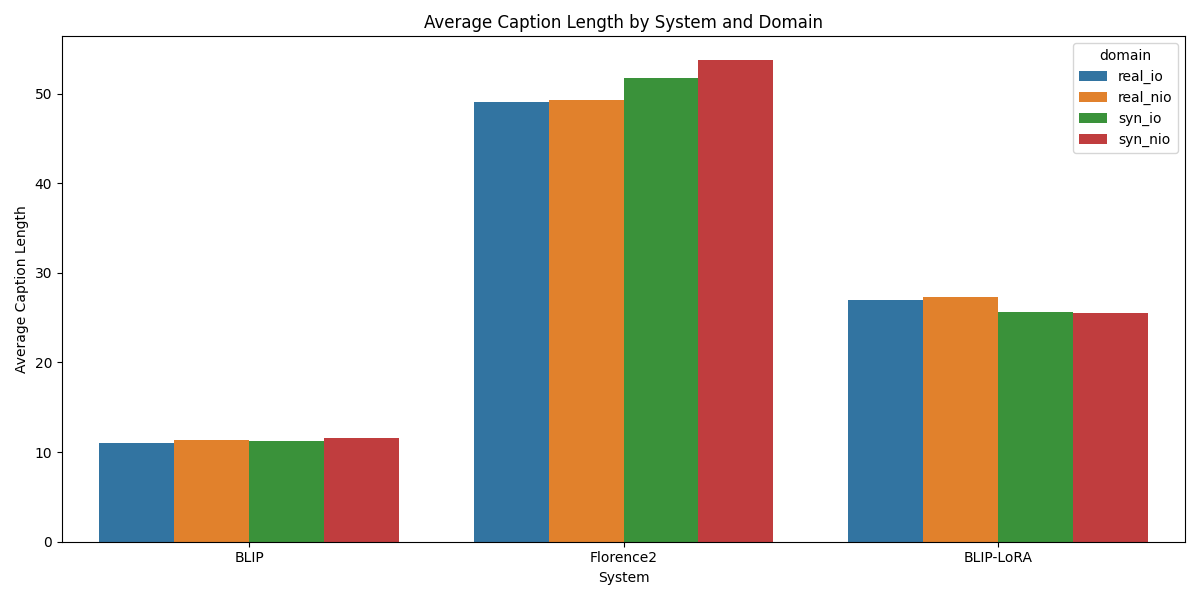 Average Caption Length by System and Domain
domain
real_io
real_nio
syn_io
syn_nio
Average Caption Length
50
40
30
20
10
0
BLIP
Florence2
BLIP-LoRA
System